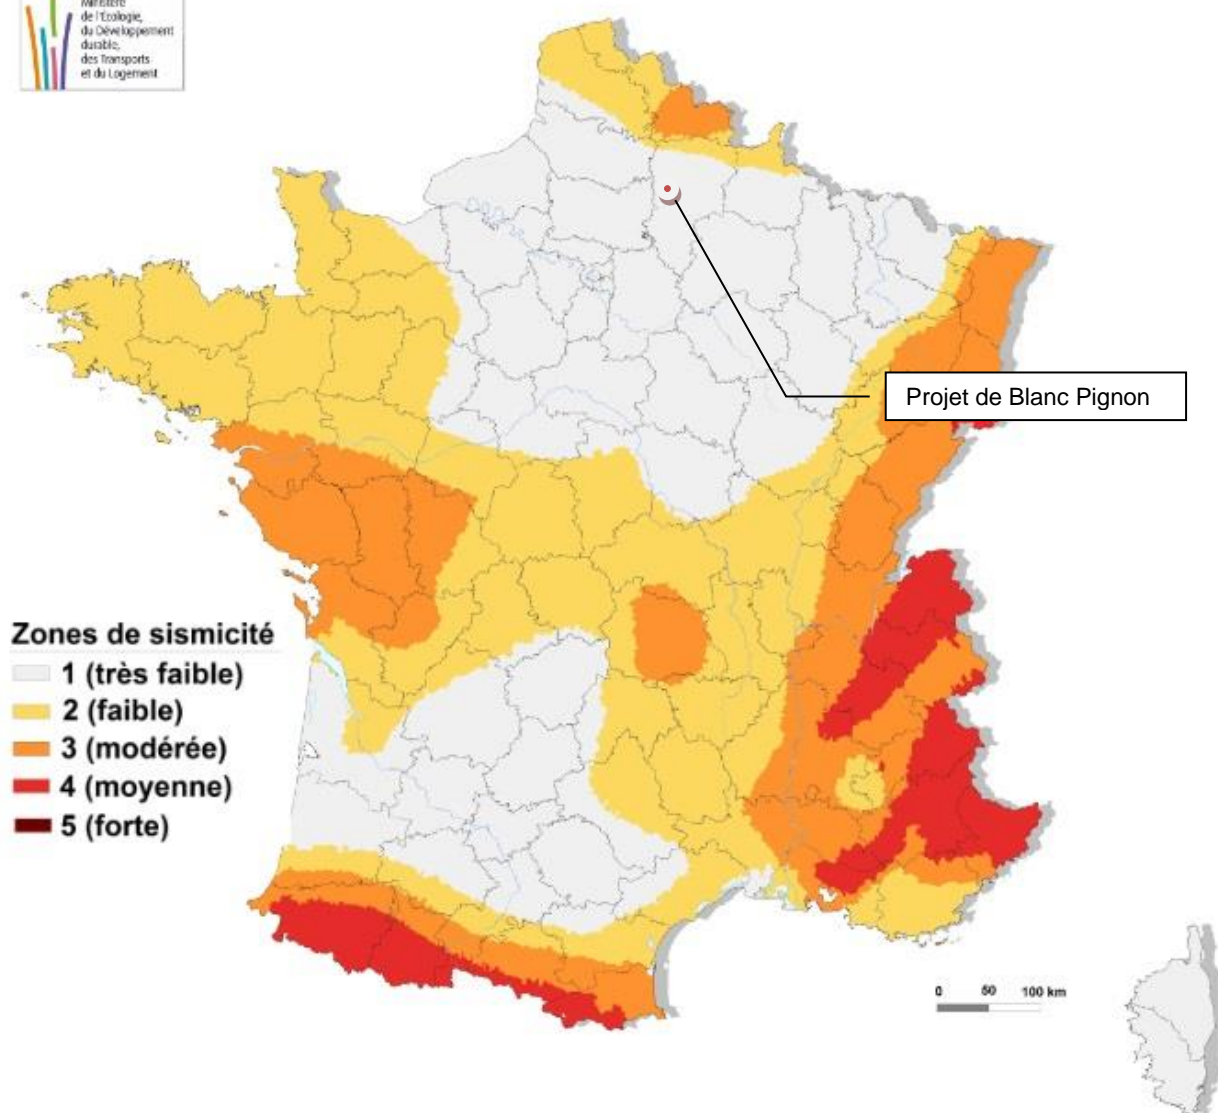 Ministère
de l'Écologie,
du Développement
durable,
des Transports
et du Logement
Projet de Blanc Pignon
Zones de sismicité
1 (très faible)
2 (faible)
3 (modérée)
4 (moyenne)
5 (forte)
0 50 100 km